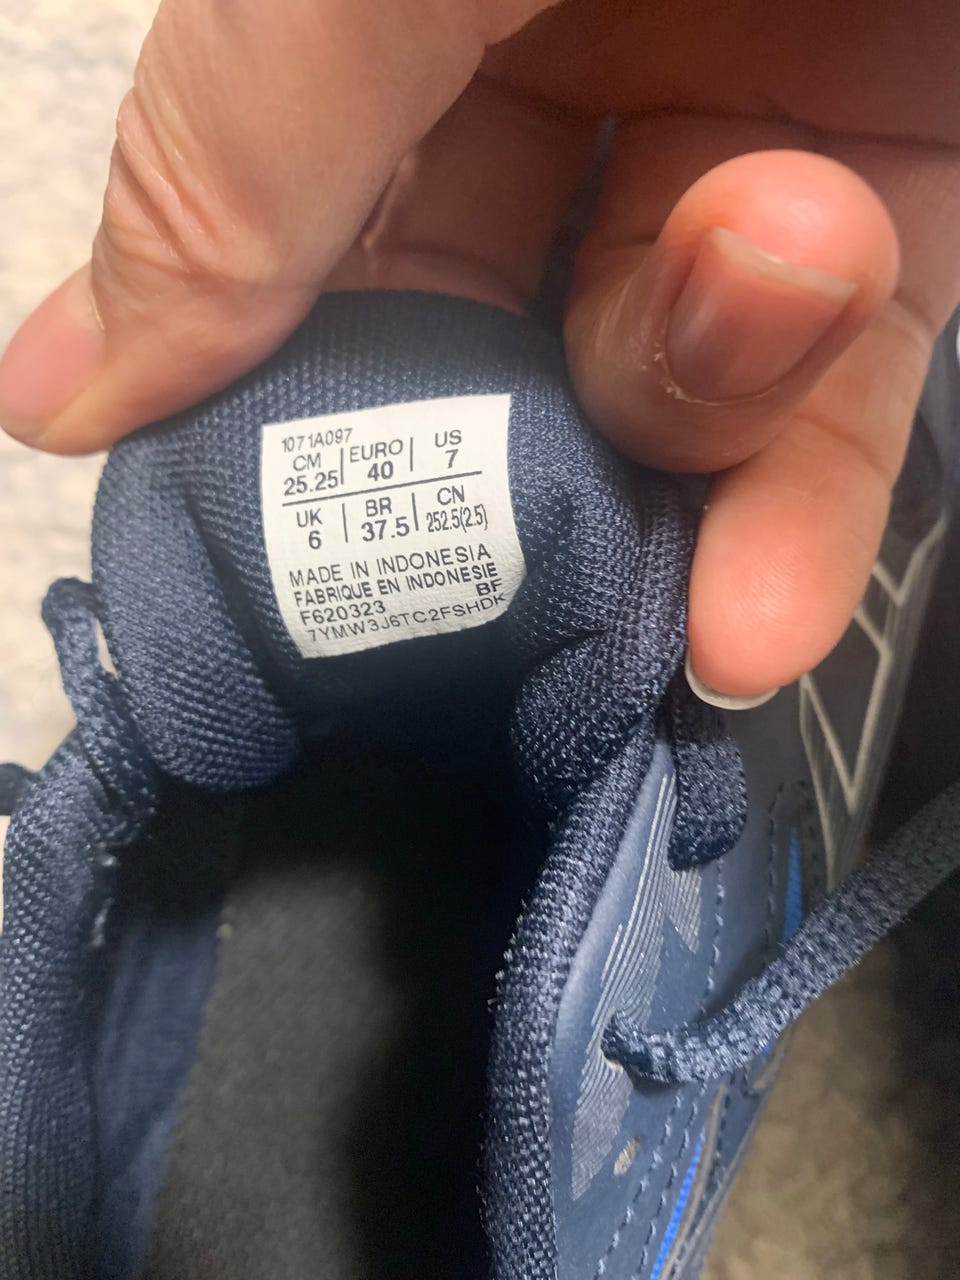 1071A097
CM 25.25 | EURO 40 | US 7
UK 6 | BR 37.5 | CN 252.5(2.5)
MADE IN INDONESIA
FABRIQUE EN INDONESIE
F620323 BF
7YMW3J6TC2FSHDK